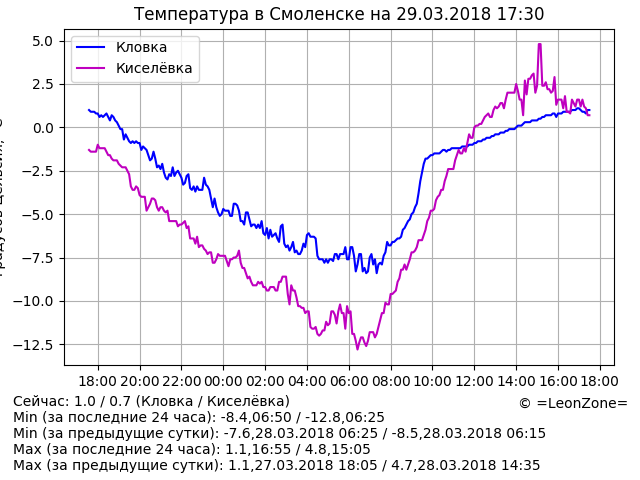 Температура в Смоленске на 29.03.2018 17:30
Кловка
Киселёвка
5.0
2.5
0.0
−2.5
−5.0
−7.5
−10.0
−12.5
18:00 20:00 22:00 00:00 02:00 04:00 06:00 08:00 10:00 12:00 14:00 16:00 18:00
Сейчас: 1.0 / 0.7 (Кловка / Киселёвка)
© =LeonZone=
Min (за последние 24 часа): -8.4,06:50 / -12.8,06:25
Min (за предыдущие сутки): -7.6,28.03.2018 06:25 / -8.5,28.03.2018 06:15
Max (за последние 24 часа): 1.1,16:55 / 4.8,15:05
Max (за предыдущие сутки): 1.1,27.03.2018 18:05 / 4.7,28.03.2018 14:35